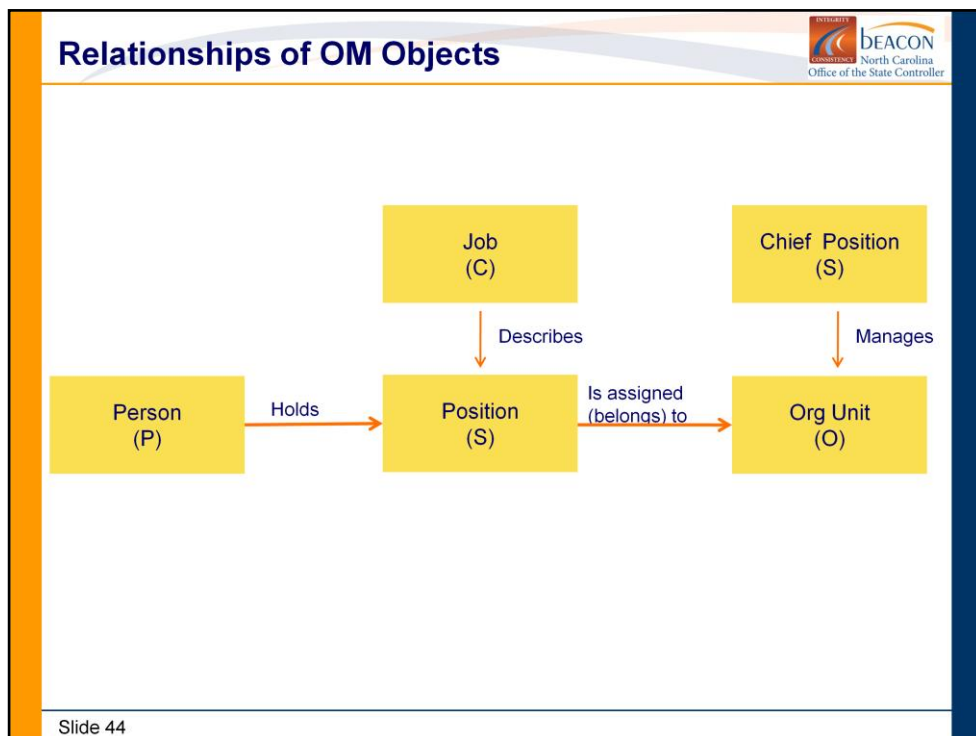 Relationships of OM Objects
INTEGRITY
CONSISTENCY
bEACON
North Carolina
Office of the State Controller
Job
(C)
Chief Position
(S)
Describes
Manages
Person
(P)
Holds
Position
(S)
Is assigned
(belongs) to
Org Unit
(O)
Slide 44